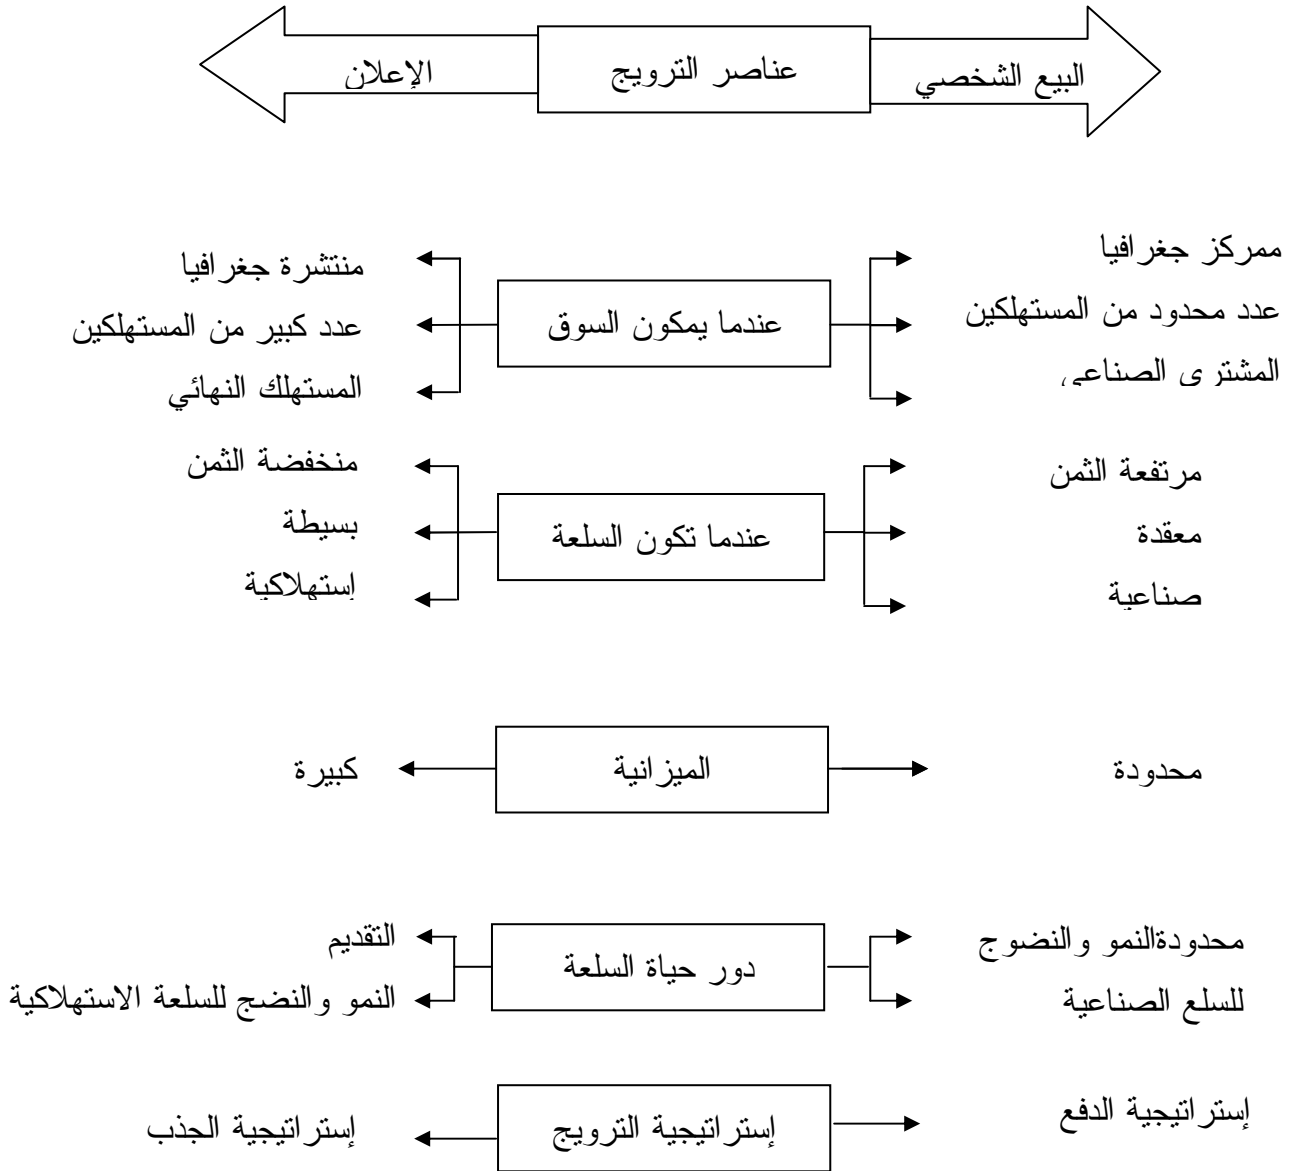 البيع الشخصي
عناصر الترويج
الإعلان
ممركز جغرافيا
عدد محدود من المستهلكين
المشتري الصناعي
عندما يمكون السوق
منتشرة جغرافيا
عدد كبير من المستهلكين
المستهلك النهائي
مرتفعة الثمن
معقدة
صناعية
عندما تكون السلعة
منخفضة الثمن
بسيطة
إستهلاكية
محدودة
الميزانية
كبيرة
محدودةالنمو والنضوج
للسلع الصناعية
دور حياة السلعة
التقديم
النمو والنضج للسلعة الاستهلاكية
إستراتيجية الدفع
إستراتيجية الترويج
إستراتيجية الجذب